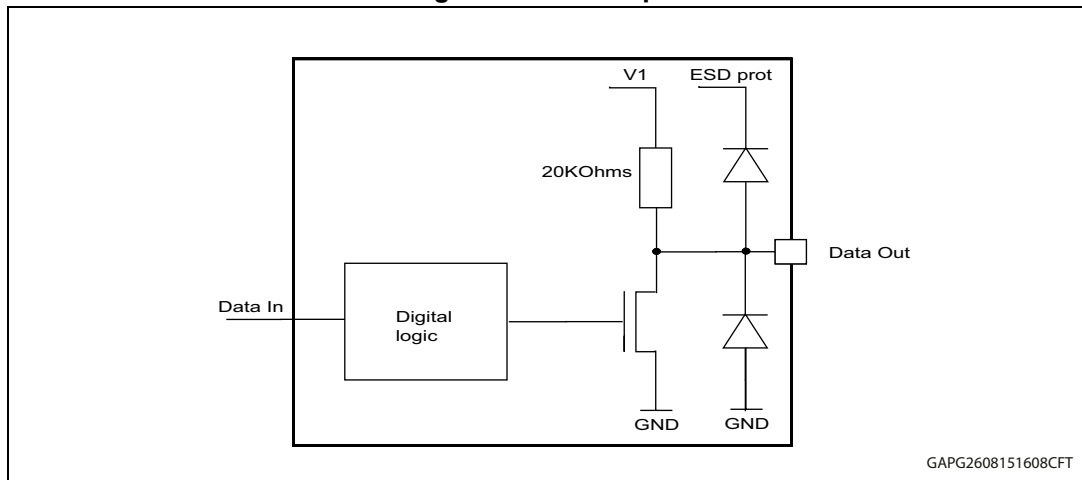 V1
ESD prot
20KOhms
Data Out
Data In
Digital
logic
GND
GND
GAPG2608151608CFT